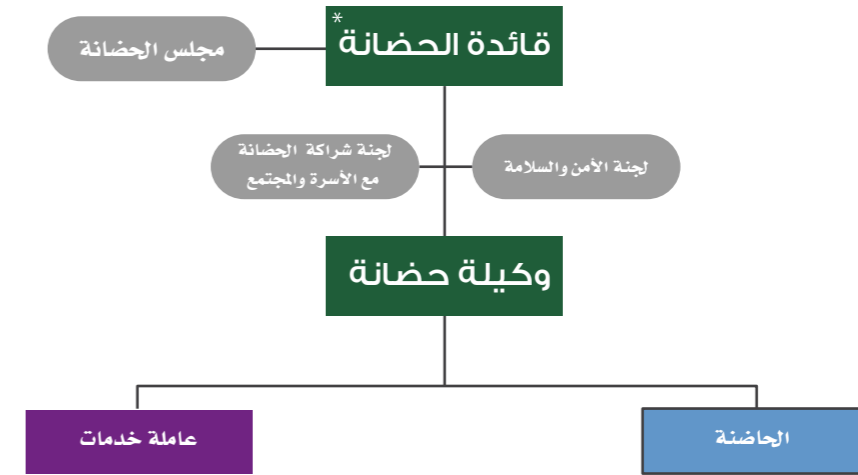 قائدة الحضانة*
مجلس الحضانة
لجنة الأمن والسلامة
لجنة شراكة الحضانة
مع الأسرة والمجتمع
وكيلة حضانة
الحاضنة
عاملة خدمات